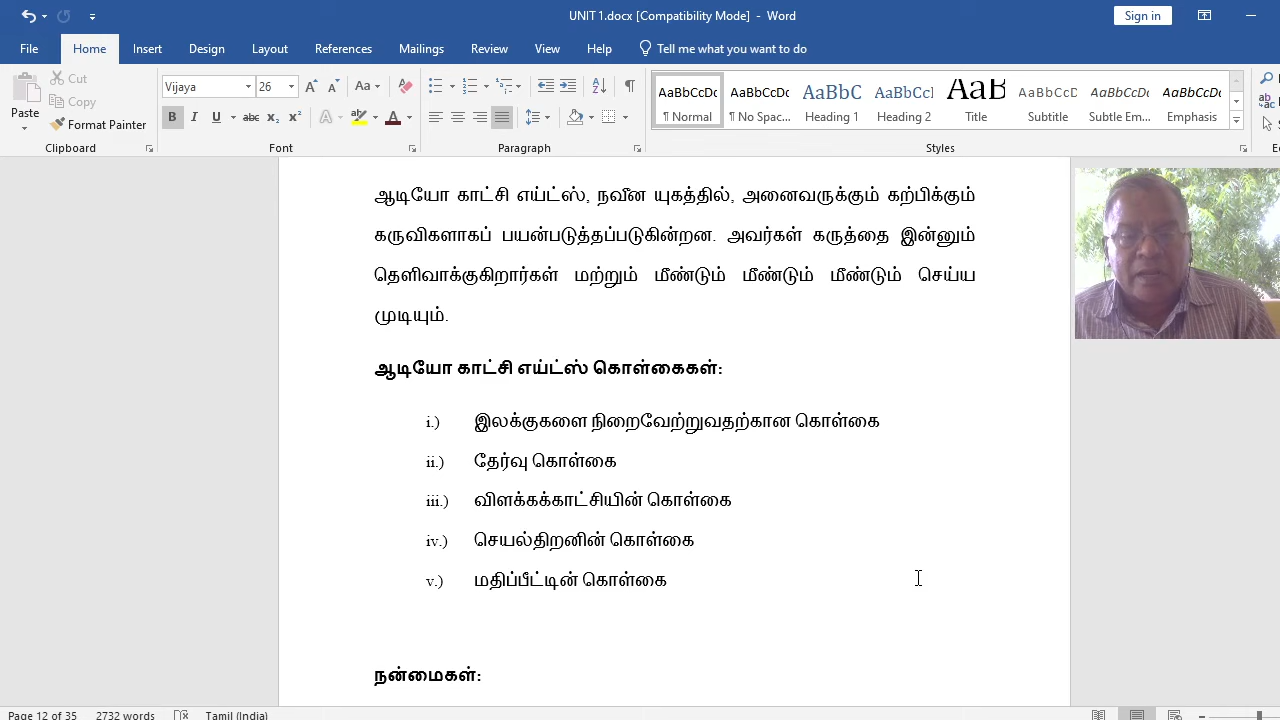 UNIT 1.docx [Compatibility Mode] - Word
Sign in
File Home Insert Design Layout References Mailings Review View Help Tell me what you want to do
Paste
Cut
Copy
Format Painter
Vijaya 26
AaBbCcDc AaBbCcDc AaBbC AaBbCcI AaB AaBbCcD AaBbCcDc AaBbCcDc
¶ Normal ¶ No Spac... Heading 1 Heading 2 Title Subtitle Subtle Em... Emphasis
Clipboard Font Paragraph Styles
ஆடியோ காட்சி எய்ட்ஸ், நவீன யுகத்தில், அனைவருக்கும் கற்பிக்கும்
கருவிகளாகப் பயன்படுத்தப்படுகின்றன. அவர்கள் கருத்தை இன்னும்
தெளிவாக்குகிறார்கள் மற்றும் மீண்டும் மீண்டும் மீண்டும் செய்ய
முடியும்.
ஆடியோ காட்சி எய்ட்ஸ் கொள்கைகள்:
i.) இலக்குகளை நிறைவேற்றுவதற்கான கொள்கை
ii.) தேர்வு கொள்கை
iii.) விளக்கக்காட்சியின் கொள்கை
iv.) செயல்திறனின் கொள்கை
v.) மதிப்பீட்டின் கொள்கை
நன்மைகள்:
Page 12 of 35 2732 words Tamil (India)